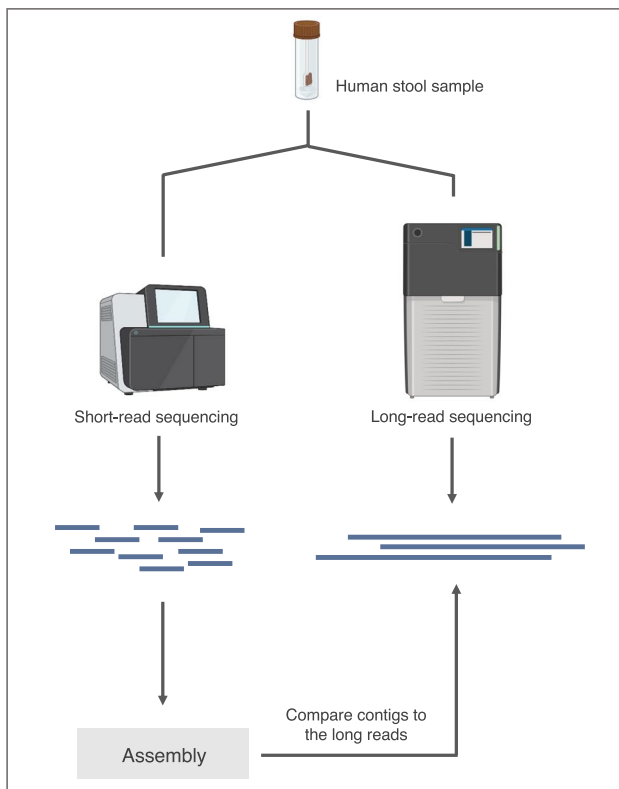 Human stool sample
Short-read sequencing
Long-read sequencing
Compare contigs to
the long reads
Assembly